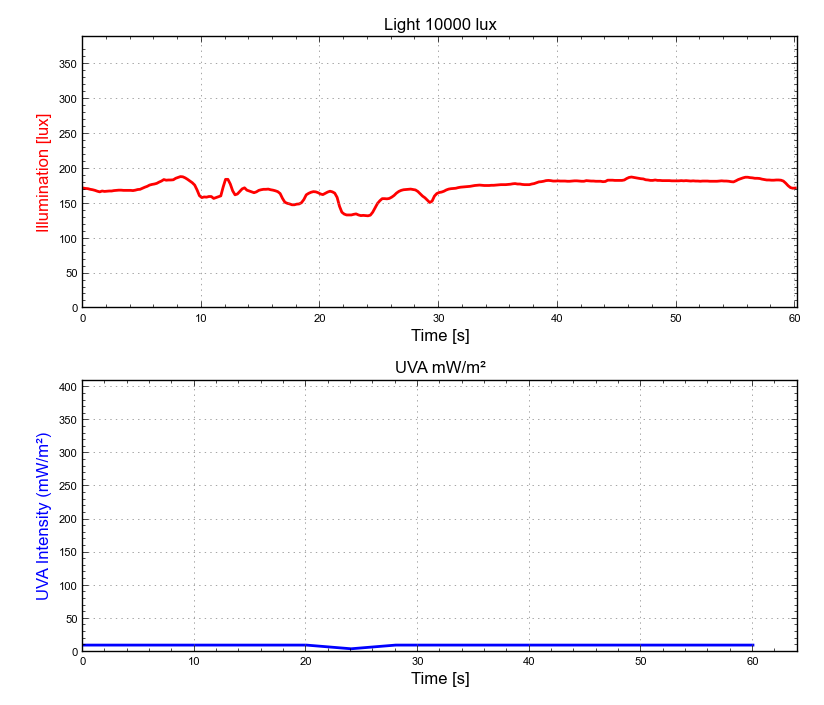 Light 10000 lux
Illumination [lux]
350
300
250
200
150
100
50
0
0 10 20 30 40 50 60
Time [s]
UVA mW/m²
UVA Intensity (mW/m²)
400
350
300
250
200
150
100
50
0
0 10 20 30 40 50 60
Time [s]